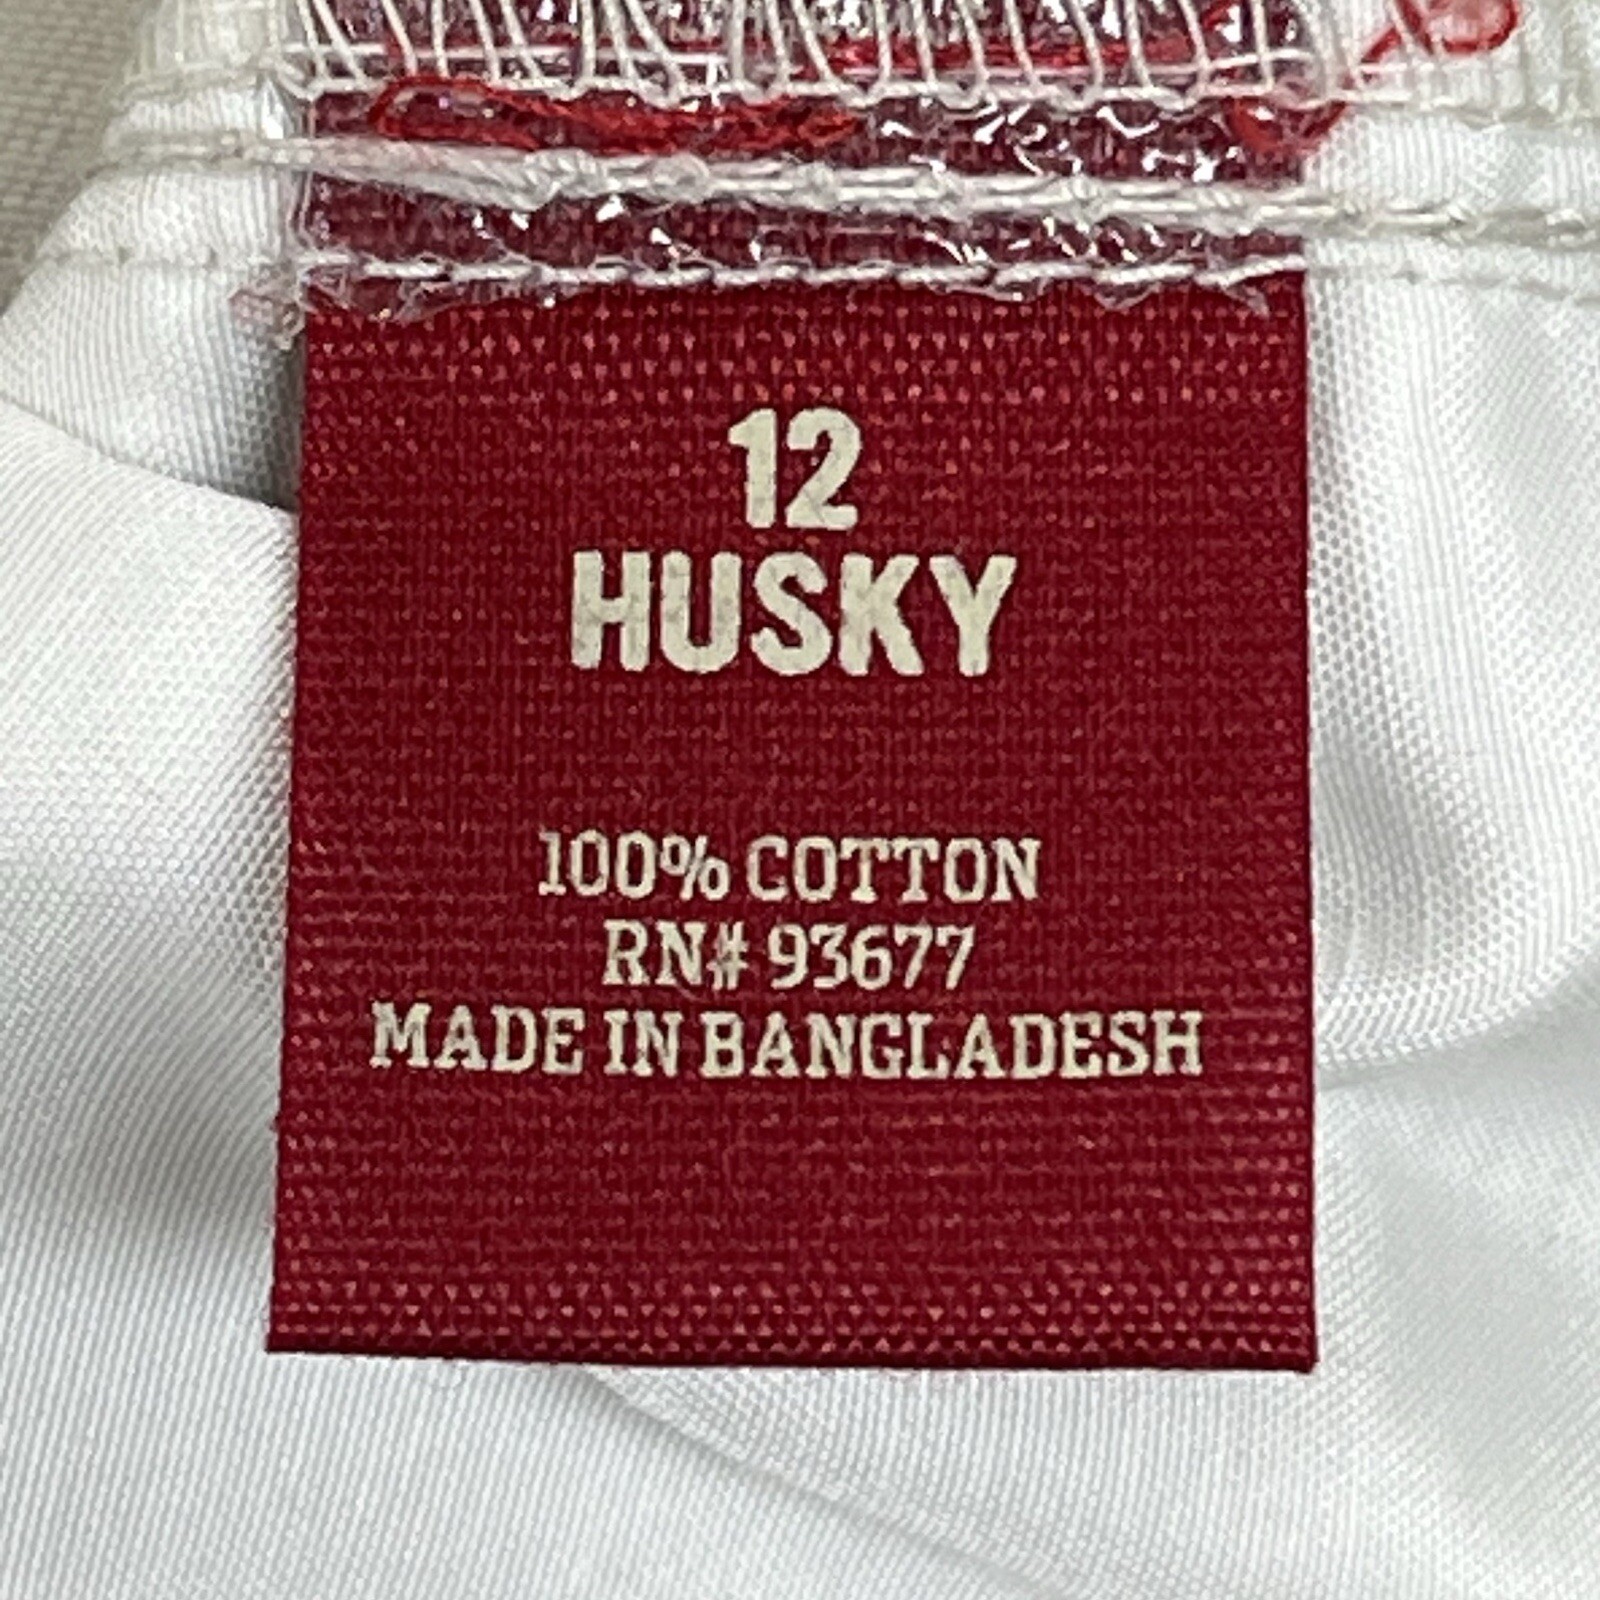 12
HUSKY
100% COTTON
RN# 93677
MADE IN BANGLADESH